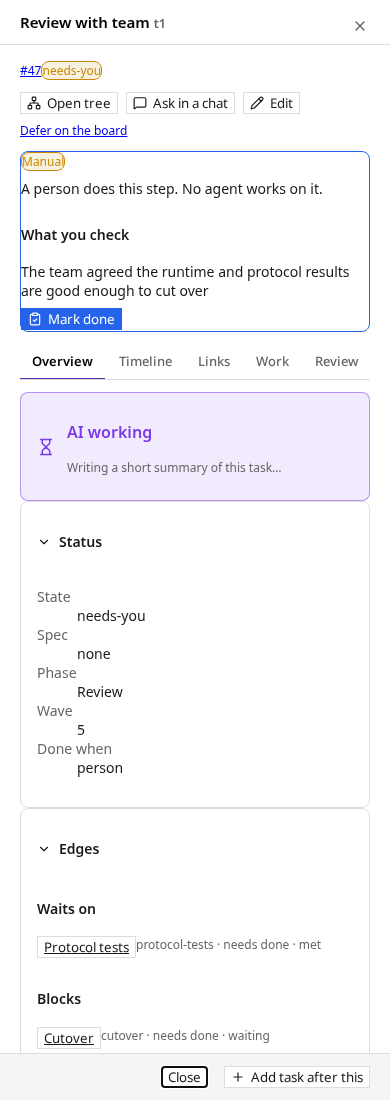 Review with team t1
#47 needs-you
Open tree Ask in a chat Edit
Defer on the board
Manual
A person does this step. No agent works on it.
What you check
The team agreed the runtime and protocol results
are good enough to cut over
Mark done
Overview Timeline Links Work Review
AI working
Writing a short summary of this task...
Status
State
needs-you
Spec
none
Phase
Review
Wave
5
Done when
person
Edges
Waits on
Protocol tests protocol-tests · needs done · met
Blocks
Cutover cutover · needs done · waiting
Close Add task after this